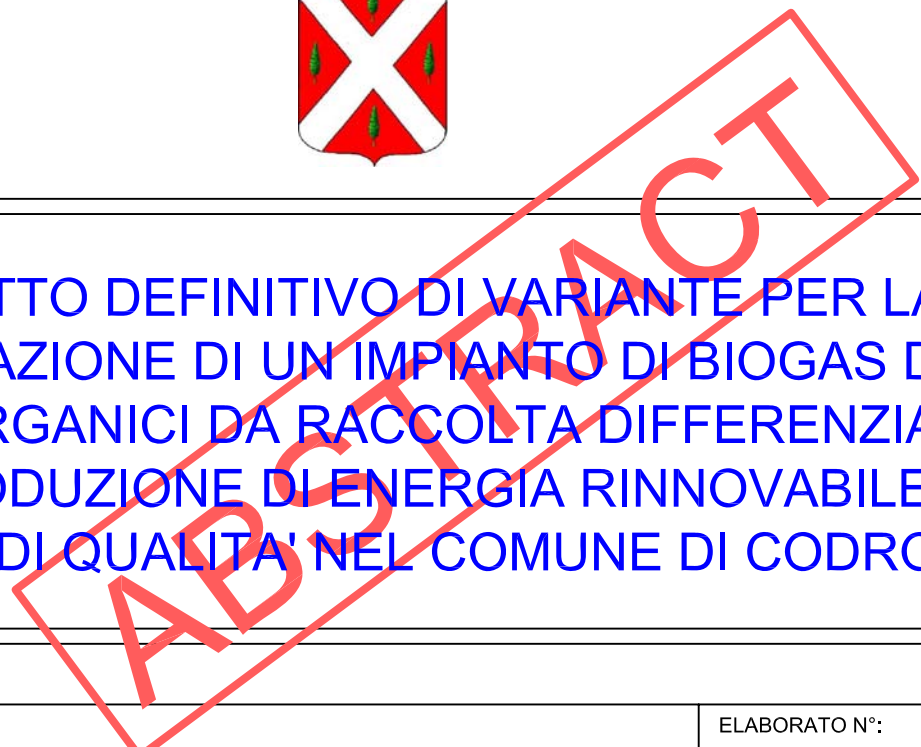 TTO DEFINITIVO DI VARIANTE PER LA
AZIONE DI UN IMPIANTO DI BIOGAS D
RGANICI DA RACCOLTA DIFFERENZIA
ODUZIONE DI ENERGIA RINNOVABILE
DI QUALITA' NEL COMUNE DI CODRO
ABSTRACT
ELABORATO N°: